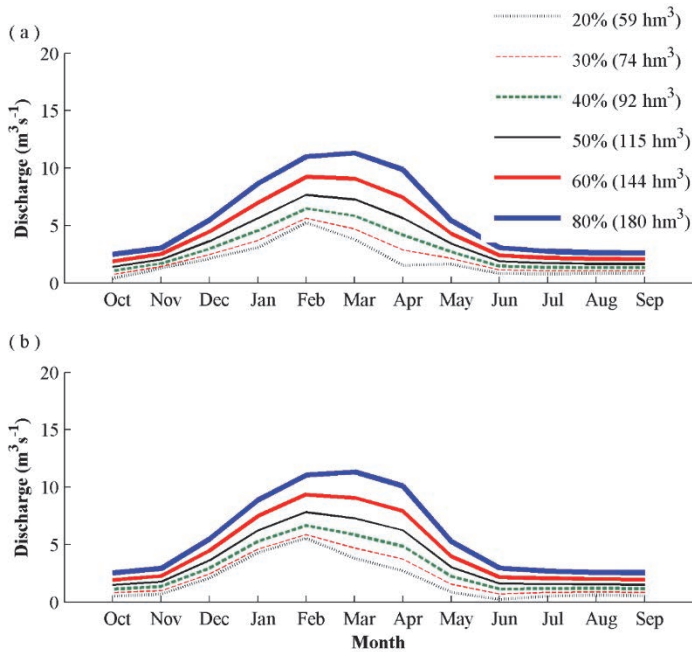 ( a )
20% (59 hm³)
30% (74 hm³)
40% (92 hm³)
50% (115 hm³)
60% (144 hm³)
80% (180 hm³)
20
15
10
5
0
Discharge (m³s⁻¹)
Oct Nov Dec Jan Feb Mar Apr May Jun Jul Aug Sep
( b )
20
15
10
5
0
Discharge (m³s⁻¹)
Oct Nov Dec Jan Feb Mar Apr May Jun Jul Aug Sep
Month